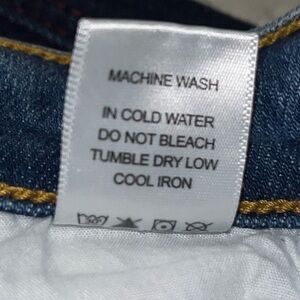 MACHINE WASH
IN COLD WATER
DO NOT BLEACH
TUMBLE DRY LOW
COOL IRON